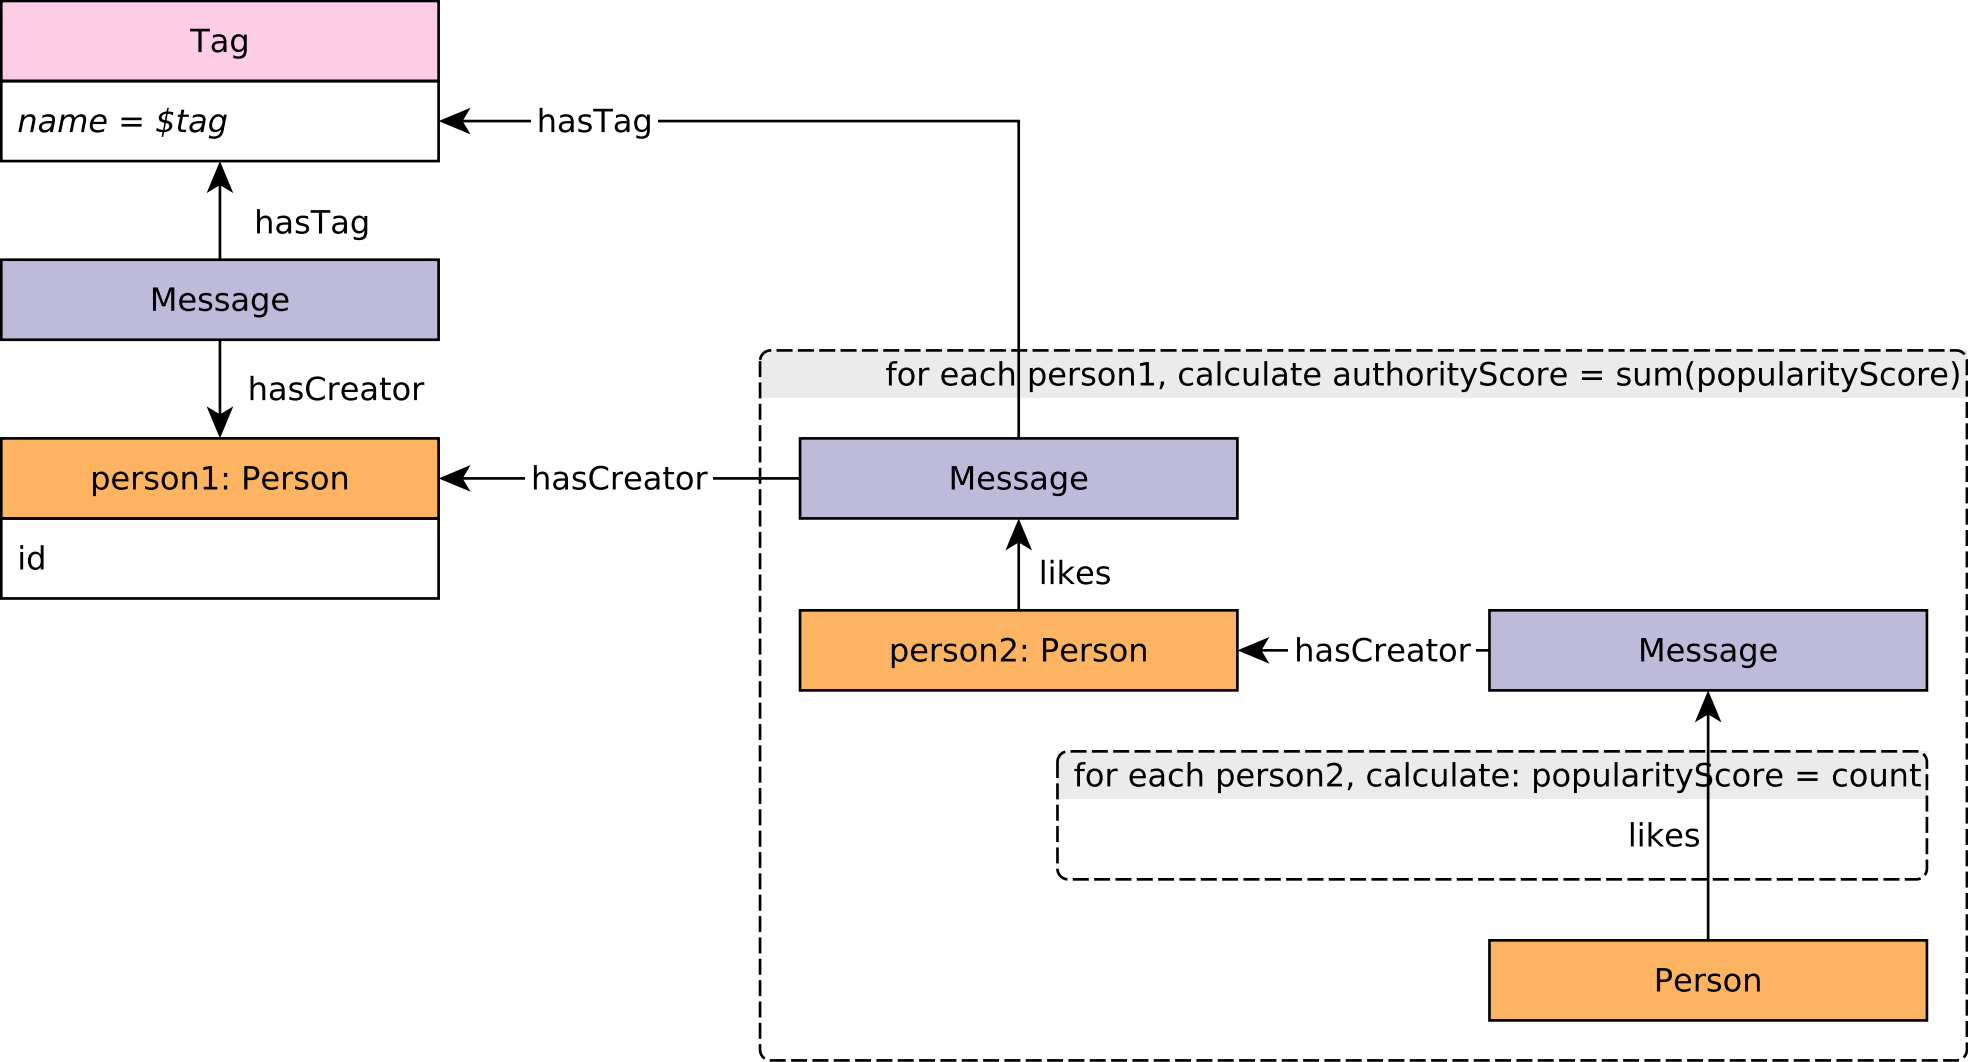 Tag
name = $tag
hasTag
hasTag
Message
hasCreator
for each person1, calculate authorityScore = sum(popularityScore)
person1: Person
hasCreator
Message
id
likes
person2: Person
hasCreator
Message
for each person2, calculate: popularityScore = count
likes
Person